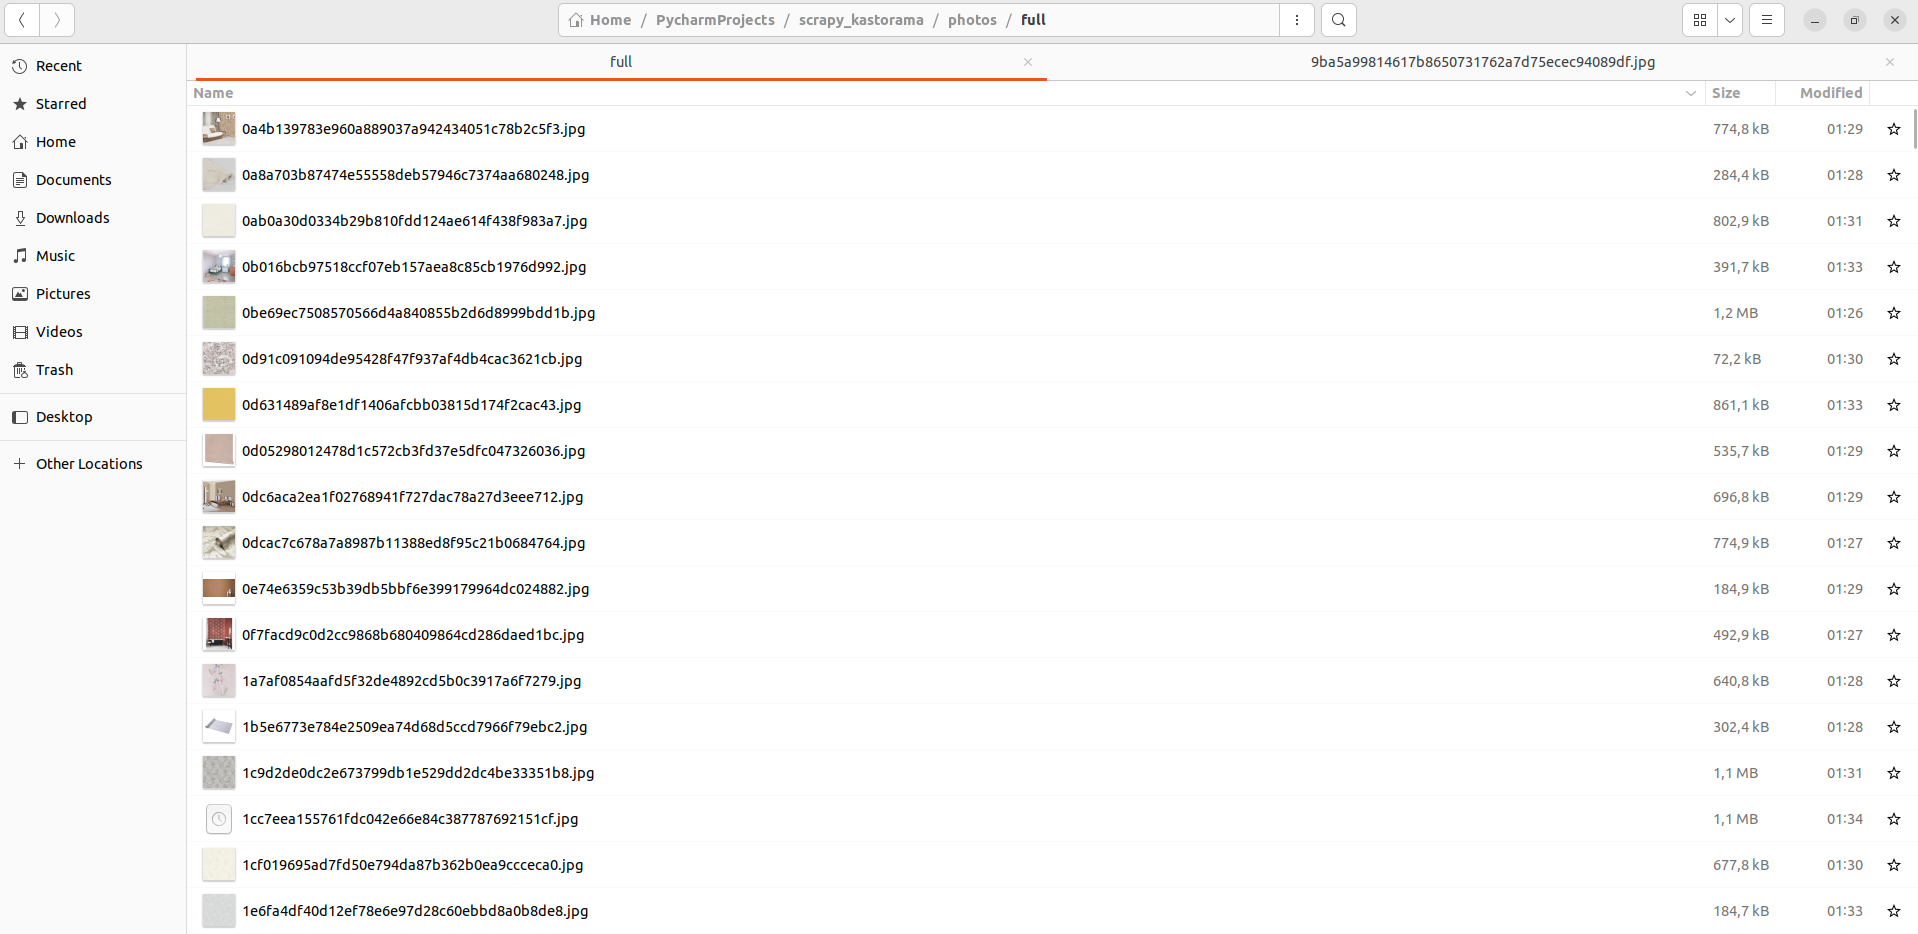 Home / PycharmProjects / scrapy_kastorama / photos / full
full
9ba5a99814617b8650731762a7d75ecec94089df.jpg
Recent
Starred
Home
Documents
Downloads
Music
Pictures
Videos
Trash
Desktop
Other Locations
Name Size Modified
0a4b139783e960a889037a942434051c78b2c5f3.jpg 774,8 kB 01:29
0a8a703b87474e55558deb57946c7374aa680248.jpg 284,4 kB 01:28
0ab0a30d0334b29b810fdd124ae614f438f983a7.jpg 802,9 kB 01:31
0b016bcb97518ccf07eb157aea8c85cb1976d992.jpg 391,7 kB 01:33
0be69ec7508570566d4a840855b2d6d8999bdd1b.jpg 1,2 MB 01:26
0d91c091094de95428f47f937af4db4cac3621cb.jpg 72,2 kB 01:30
0d631489af8e1df1406afcbb03815d174f2cac43.jpg 861,1 kB 01:33
0d05298012478d1c572cb3fd37e5dfc047326036.jpg 535,7 kB 01:29
0dc6aca2ea1f02768941f727dac78a27d3eee712.jpg 696,8 kB 01:29
0dcac7c678a7a8987b11388ed8f95c21b0684764.jpg 774,9 kB 01:27
0e74e6359c53b39db5bbf6e399179964dc024882.jpg 184,9 kB 01:29
0f7facd9c0d2cc9868b680409864cd286daed1bc.jpg 492,9 kB 01:27
1a7af0854aafd5f32de4892cd5b0c3917a6f7279.jpg 640,8 kB 01:28
1b5e6773e784e2509ea74d68d5ccd7966f79ebc2.jpg 302,4 kB 01:28
1c9d2de0dc2e673799db1e529dd2dc4be33351b8.jpg 1,1 MB 01:31
1cc7eea155761fdc042e66e84c387787692151cf.jpg 1,1 MB 01:34
1cf019695ad7fd50e794da87b362b0ea9ccceca0.jpg 677,8 kB 01:30
1e6fa4df40d12ef78e6e97d28c60ebbd8a0b8de8.jpg 184,7 kB 01:33